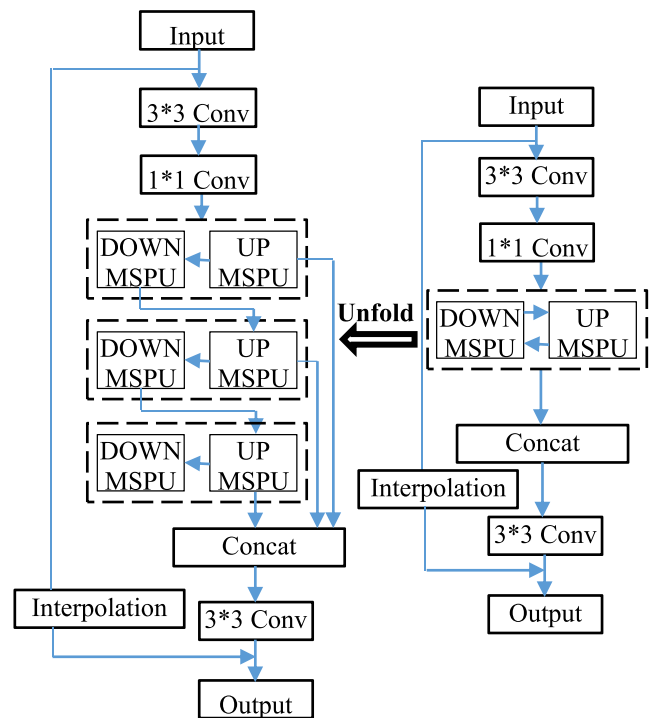 Input
3*3 Conv
1*1 Conv
DOWN
MSPU
UP
MSPU
DOWN
MSPU
UP
MSPU
DOWN
MSPU
UP
MSPU
Concat
Interpolation
3*3 Conv
Output
Unfold
Input
3*3 Conv
1*1 Conv
DOWN
MSPU
UP
MSPU
Concat
Interpolation
3*3 Conv
Output